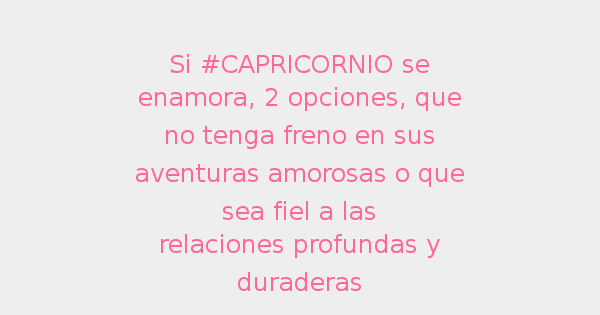 Si #CAPRICORNIO se
enamora, 2 opciones, que
no tenga freno en sus
aventuras amorosas o que
sea fiel a las
relaciones profundas y
duraderas